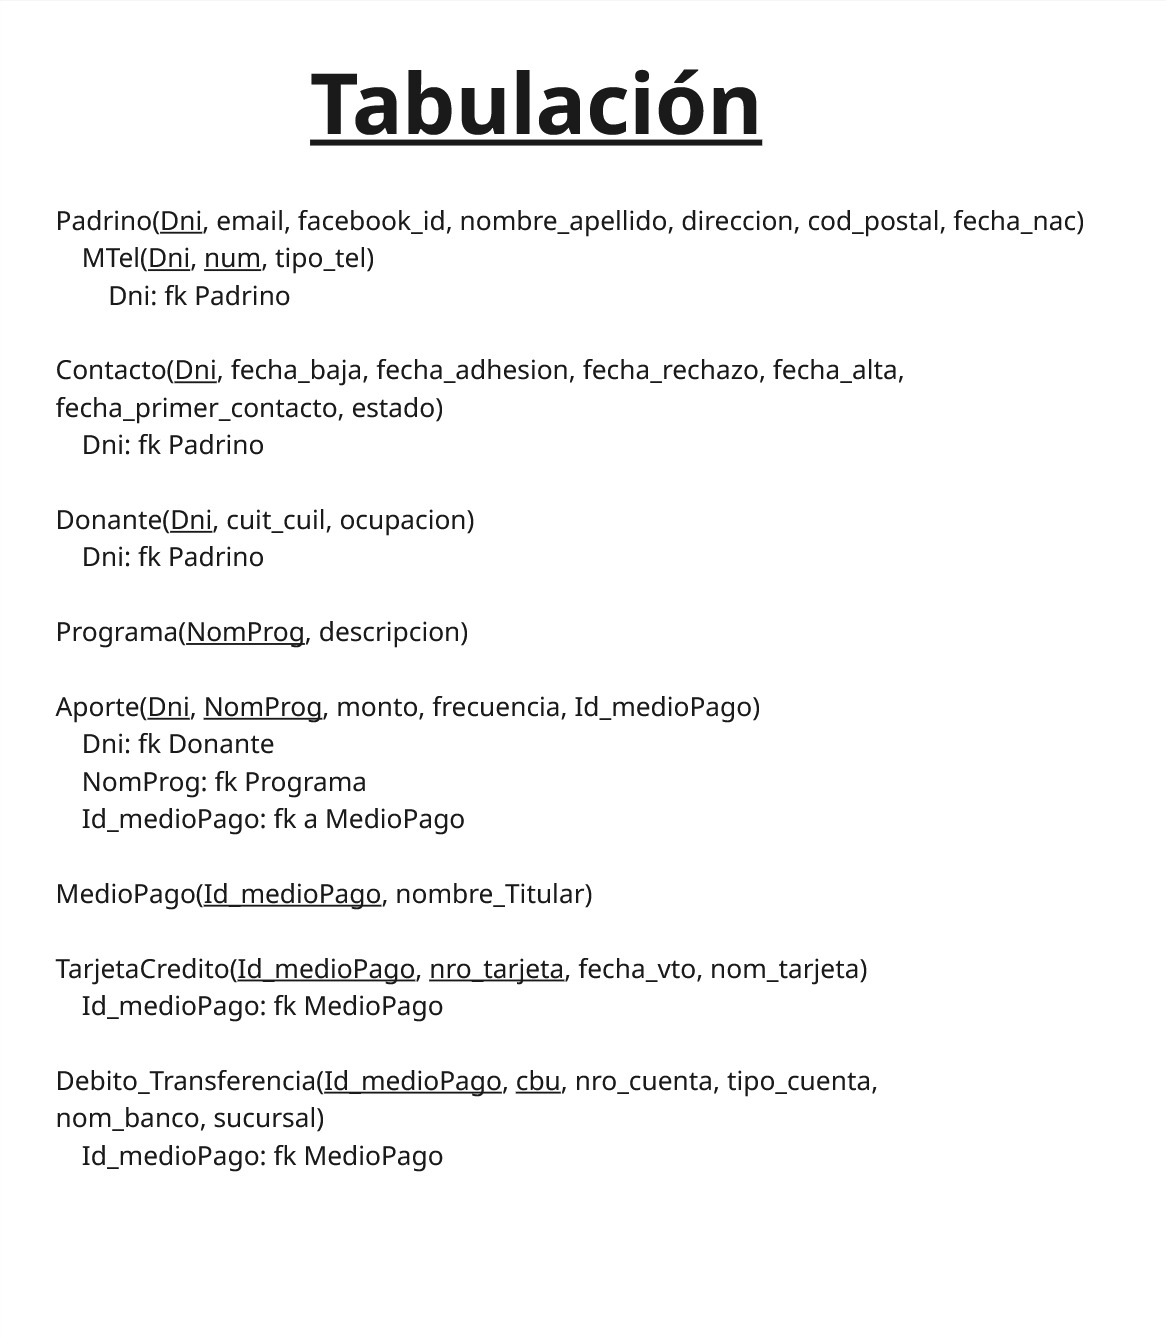 Tabulación
Padrino(Dni, email, facebook_id, nombre_apellido, direccion, cod_postal, fecha_nac)
MTel(Dni, num, tipo_tel)
Dni: fk Padrino
Contacto(Dni, fecha_baja, fecha_adhesion, fecha_rechazo, fecha_alta,
fecha_primer_contacto, estado)
Dni: fk Padrino
Donante(Dni, cuit_cuil, ocupacion)
Dni: fk Padrino
Programa(NomProg, descripcion)
Aporte(Dni, NomProg, monto, frecuencia, Id_medioPago)
Dni: fk Donante
NomProg: fk Programa
Id_medioPago: fk a MedioPago
MedioPago(Id_medioPago, nombre_Titular)
TarjetaCredito(Id_medioPago, nro_tarjeta, fecha_vto, nom_tarjeta)
Id_medioPago: fk MedioPago
Debito_Transferencia(Id_medioPago, cbu, nro_cuenta, tipo_cuenta,
nom_banco, sucursal)
Id_medioPago: fk MedioPago